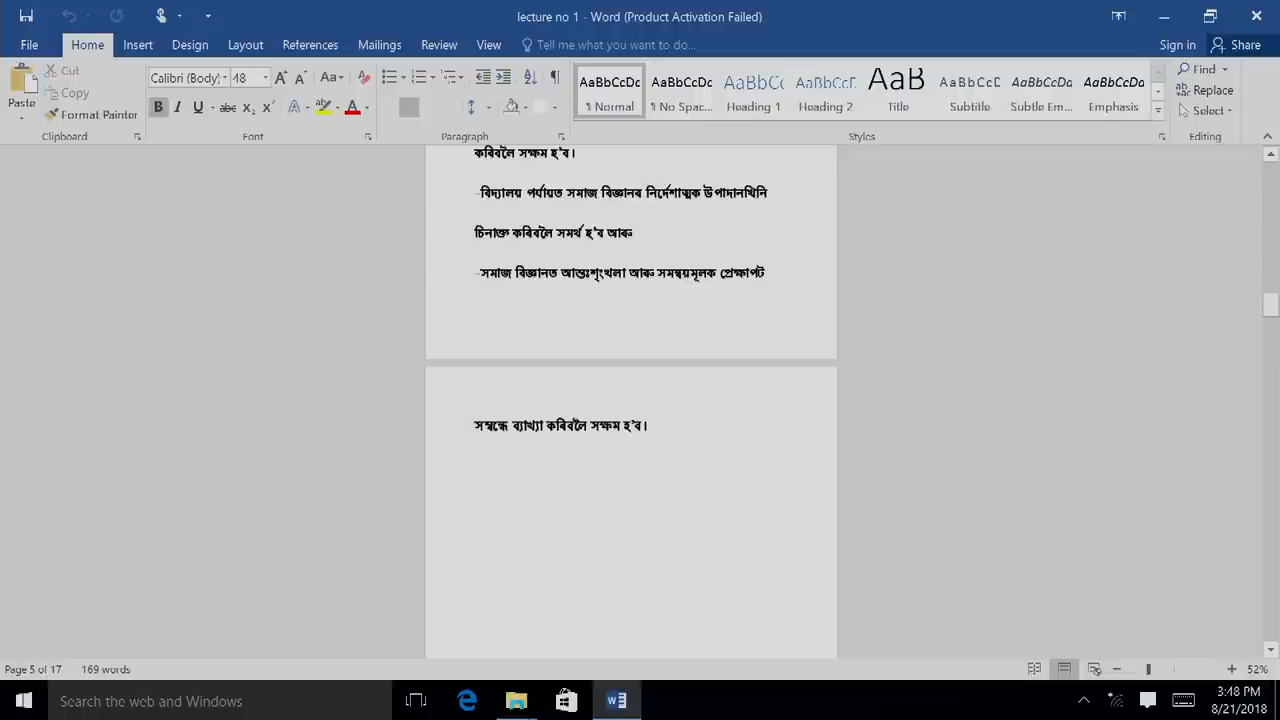 lecture no 1 - Word (Product Activation Failed)
File Home Insert Design Layout References Mailings Review View Tell me what you want to do... Sign in Share
Cut
Copy
Format Painter
Paste
Clipboard
Calibri (Body) 48
Font
Paragraph
AaBbCcDc AaBbCcDc AaBbCc AaBbCcE AaB AaBbCcD AaBbCcDa AaBbCcDa
¶ Normal ¶ No Spac... Heading 1 Heading 2 Title Subtitle Subtle Em... Emphasis
Styles
Find
Replace
Select
Editing
কৰিবলৈ সক্ষম হ'ব।
-বিদ্যালয় পৰ্যায়ত সমাজ বিজ্ঞানৰ নিৰ্দেশাত্মক উপাদানখিনি
চিনাক্ত কৰিবলৈ সমৰ্থ হ'ব আৰু
-সমাজ বিজ্ঞানত আন্তঃশৃংখলা আৰু সমন্বয়মূলক প্ৰেক্ষাপট
সম্বন্ধে ব্যাখ্যা কৰিবলৈ সক্ষম হ'ব।
Page 5 of 17 169 words 52%
Search the web and Windows
3:48 PM
8/21/2018